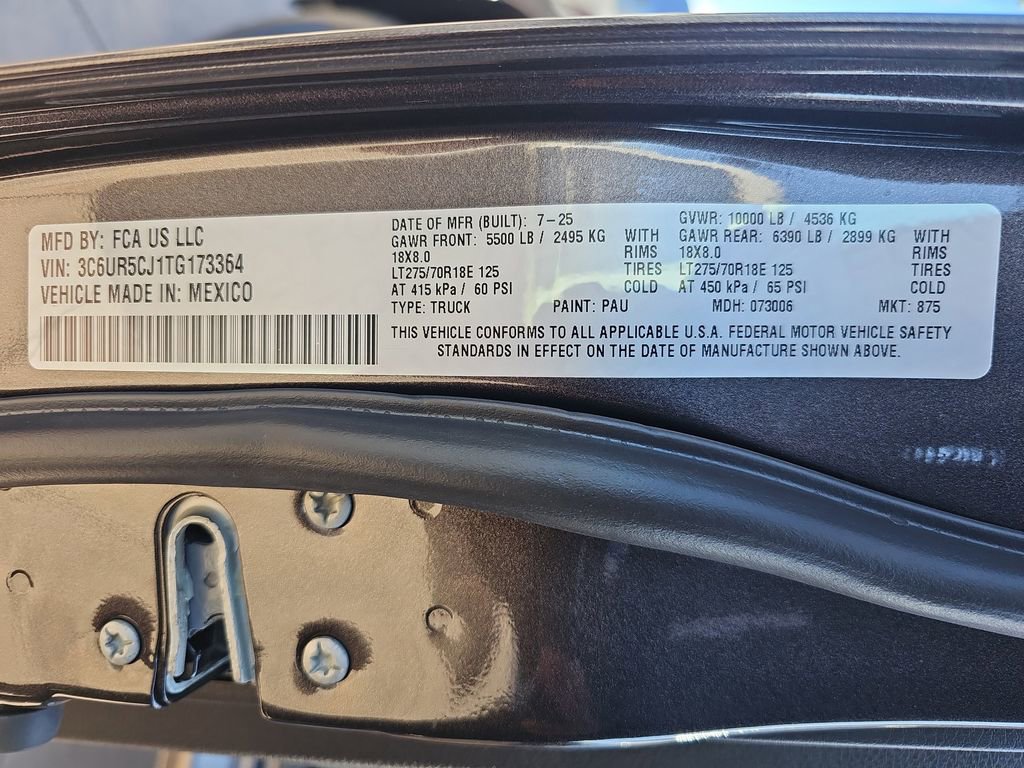 MFD BY: FCA US LLC
VIN: 3C6UR5CJ1TG173364
VEHICLE MADE IN: MEXICO
DATE OF MFR (BUILT): 7-25 GVWR: 10000 LB / 4536 KG
GAWR FRONT: 5500 LB / 2495 KG WITH GAWR REAR: 6390 LB / 2899 KG WITH
18X8.0 RIMS 18X8.0 RIMS
LT275/70R18E 125 TIRES LT275/70R18E 125 TIRES
AT 415 kPa / 60 PSI COLD AT 450 kPa / 65 PSI COLD
TYPE: TRUCK PAINT: PAU MDH: 073006 MKT: 875
THIS VEHICLE CONFORMS TO ALL APPLICABLE U.S.A. FEDERAL MOTOR VEHICLE SAFETY
STANDARDS IN EFFECT ON THE DATE OF MANUFACTURE SHOWN ABOVE.